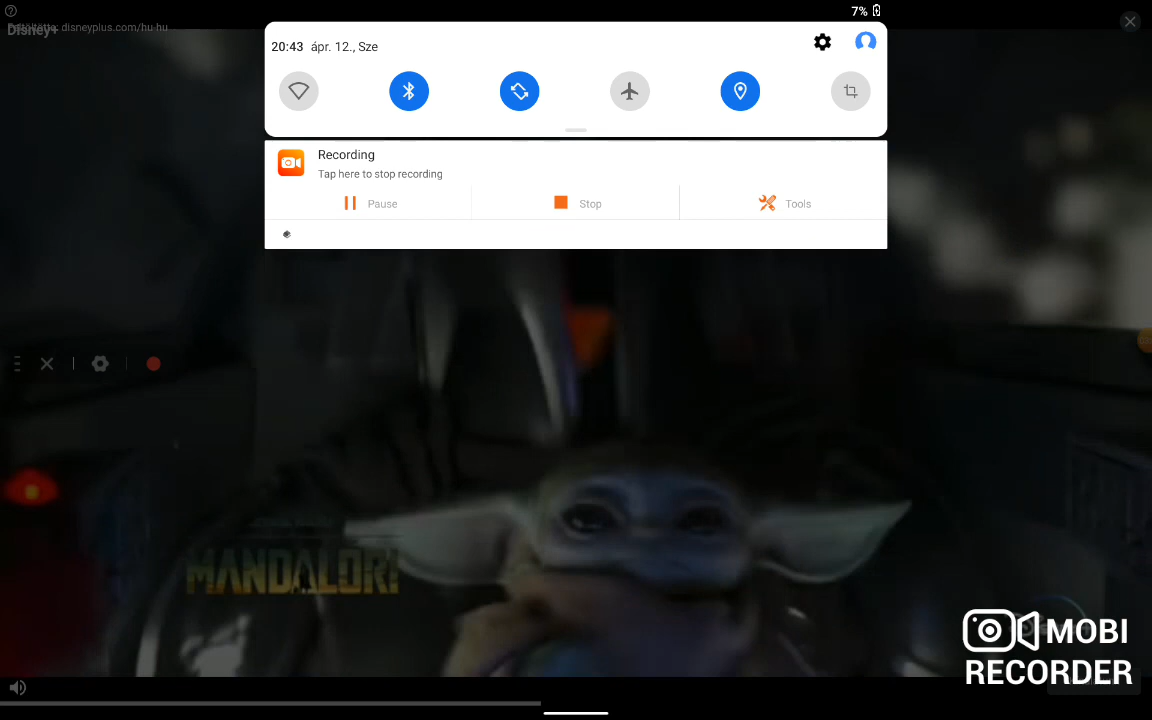 7%
disneyplus.com/hu-hu
Disney+
20:43 ápr. 12., Sze
Recording
Tap here to stop recording
Pause
Stop
Tools
MANDALORI
MOBI
RECORDER